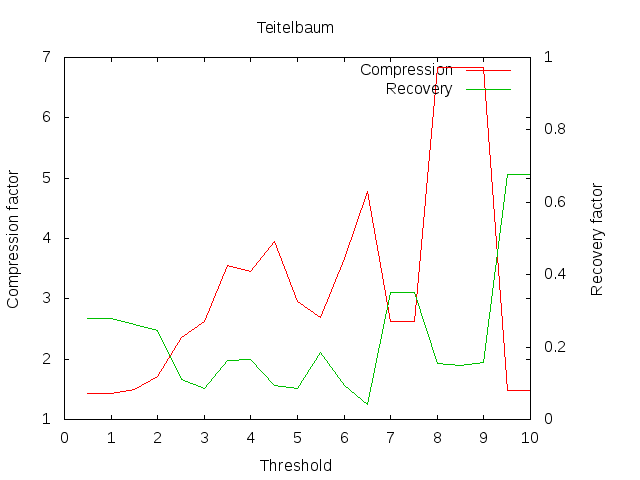 Teitelbaum
Compression
Recovery
Compression factor
7
6
5
4
3
2
1
1
0.8
0.6
0.4
0.2
0
Recovery factor
0 1 2 3 4 5 6 7 8 9 10
Threshold